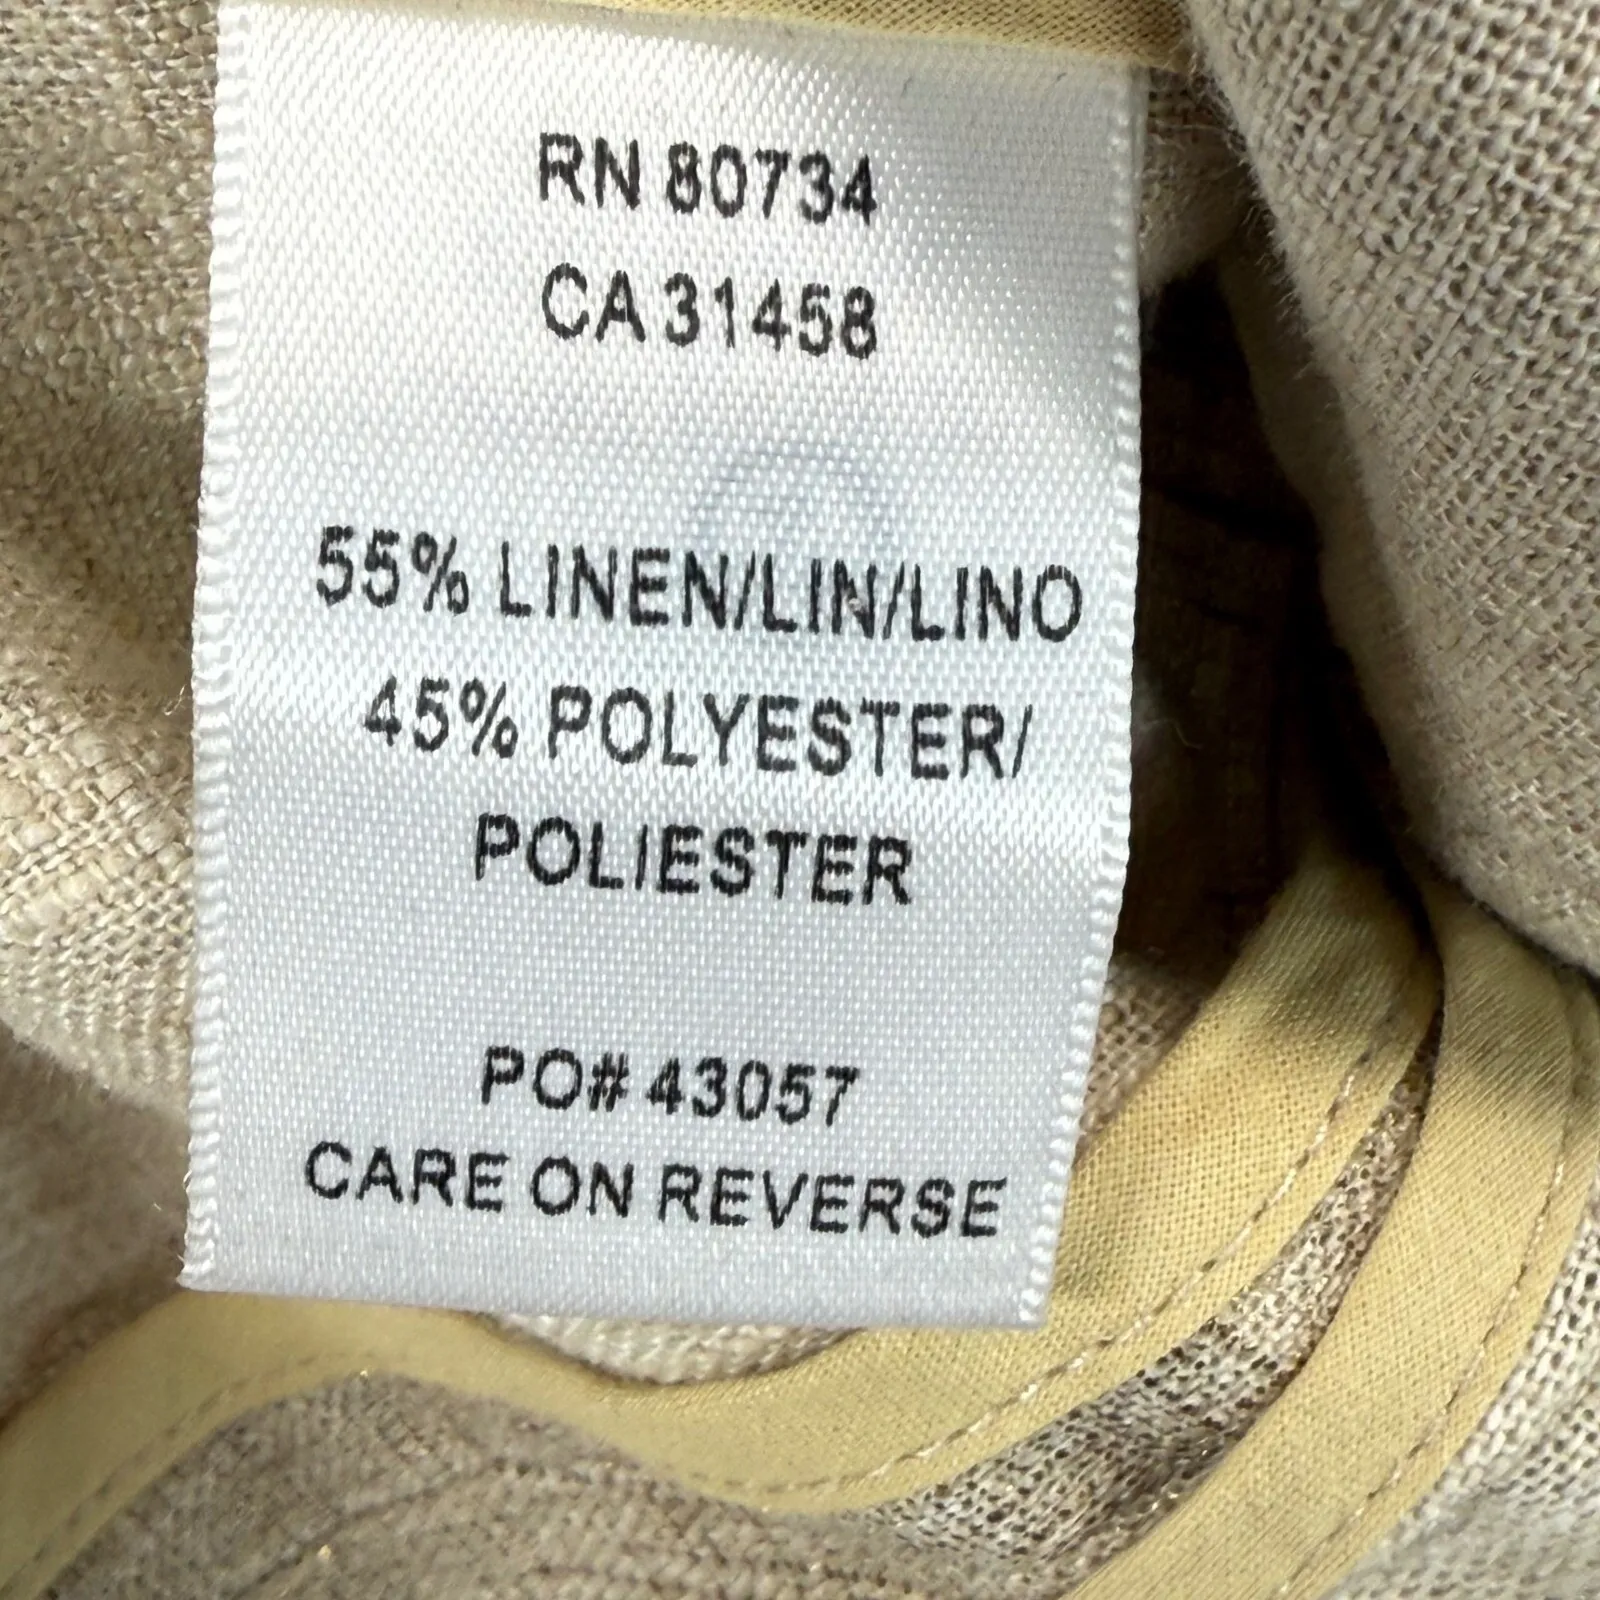 RN 80734
CA 31458
55% LINEN/LIN/LINO
45% POLYESTER/
POLIESTER
PO# 43057
CARE ON REVERSE